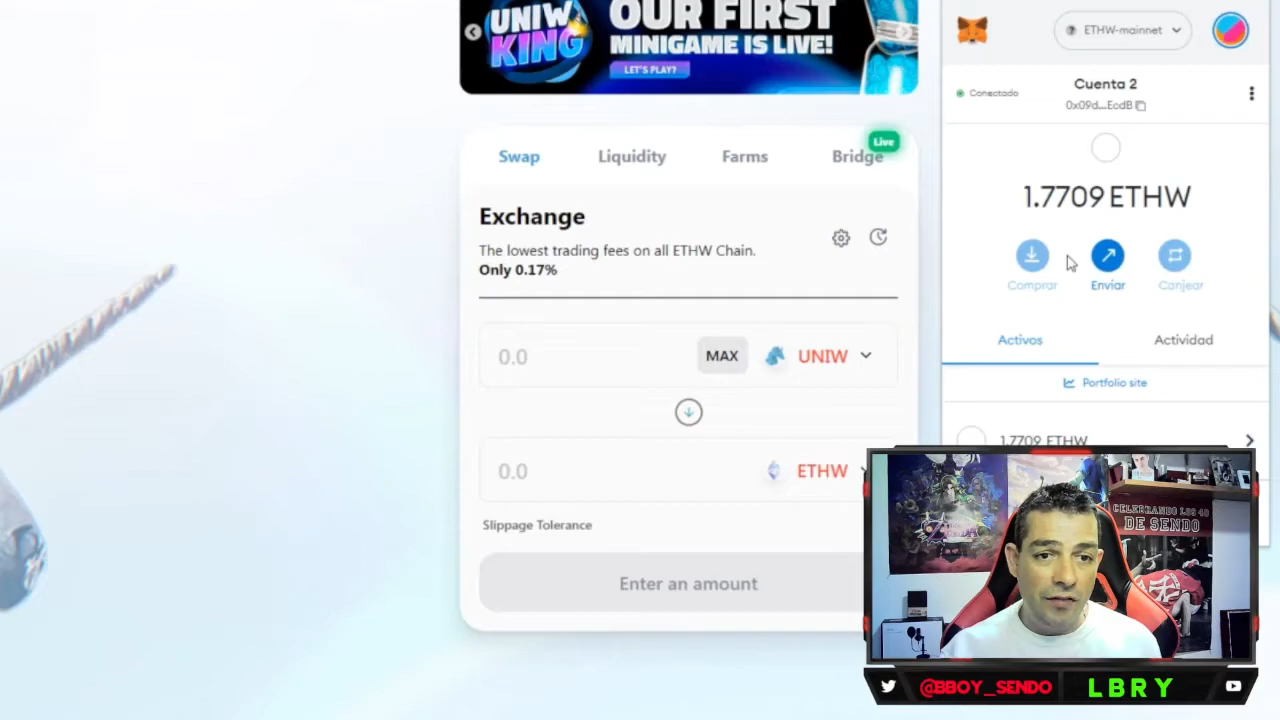 UNIW
KING
OUR FIRST
MINIGAME IS LIVE!
LET'S PLAY?
Swap
Liquidity
Farms
Bridge
Live
Exchange
The lowest trading fees on all ETHW Chain.
Only 0.17%
0.0
MAX
UNIW
0.0
ETHW
Slippage Tolerance
Enter an amount
ETHW-mainnet
Conectado
Cuenta 2
0x09d...EcdB
1.7709 ETHW
Comprar
Enviar
Canjear
Activos
Actividad
Portfolio site
1.7709 ETHW
CELEBRANDO LOS 40
DE SENDO
@BBOY_SENDO
LBRY